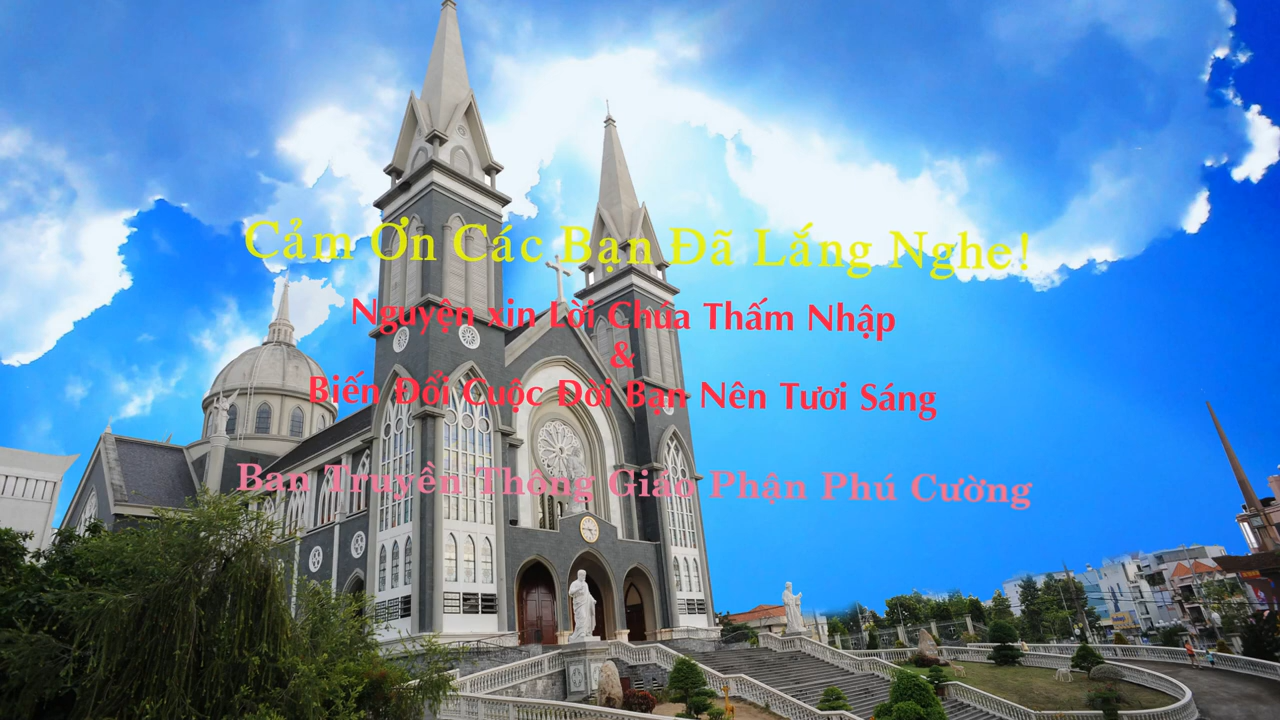 Cảm Ơn Các Bạn Đã Lắng Nghe!
Nguyện xin Lời Chúa Thấm Nhập
&
Biến Đổi Cuộc Đời Bạn Nên Tươi Sáng
Ban Truyền Thông Giáo Phận Phú Cường